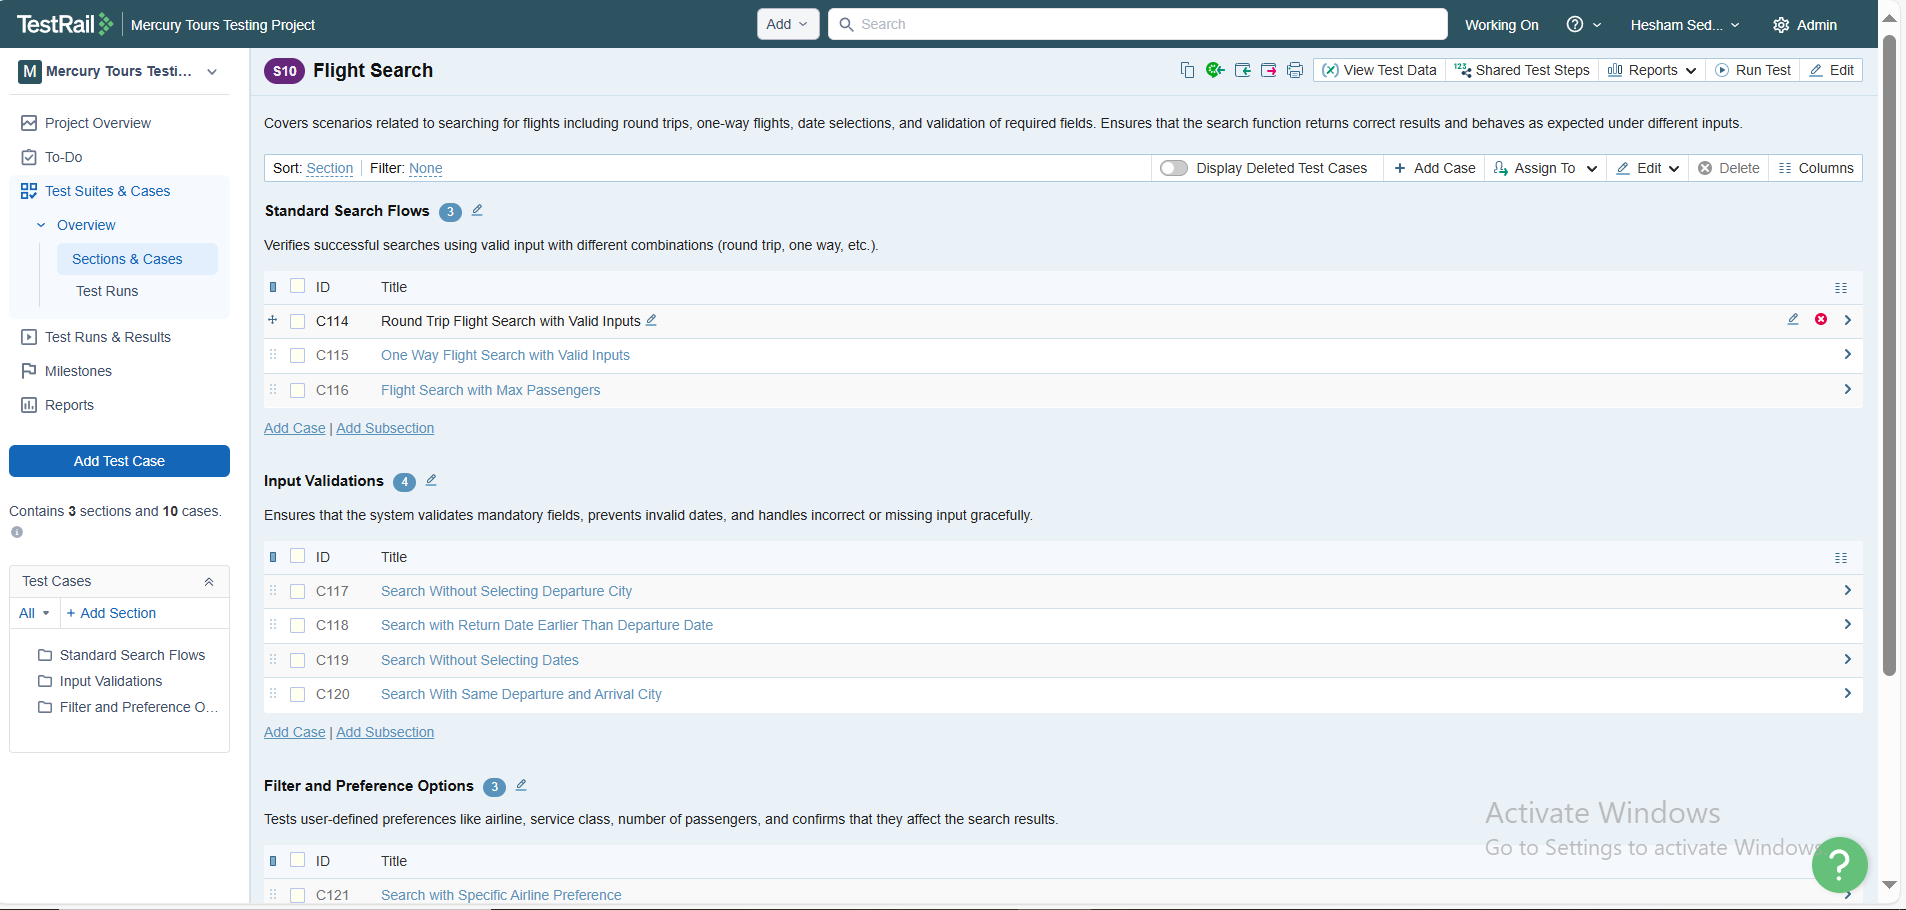 TestRail Mercury Tours Testing Project Add Search Working On Hesham Sed... Admin
M Mercury Tours Testi...
Project Overview
To-Do
Test Suites & Cases
Overview
Sections & Cases
Test Runs
Test Runs & Results
Milestones
Reports
Add Test Case
Contains 3 sections and 10 cases.
Test Cases
All + Add Section
Standard Search Flows
Input Validations
Filter and Preference O...
S10 Flight Search View Test Data Shared Test Steps Reports Run Test Edit
Covers scenarios related to searching for flights including round trips, one-way flights, date selections, and validation of required fields. Ensures that the search function returns correct results and behaves as expected under different inputs.
Sort: Section Filter: None Display Deleted Test Cases + Add Case Assign To Edit Delete Columns
Standard Search Flows 3
Verifies successful searches using valid input with different combinations (round trip, one way, etc.).
ID Title
C114 Round Trip Flight Search with Valid Inputs
C115 One Way Flight Search with Valid Inputs
C116 Flight Search with Max Passengers
Add Case | Add Subsection
Input Validations 4
Ensures that the system validates mandatory fields, prevents invalid dates, and handles incorrect or missing input gracefully.
ID Title
C117 Search Without Selecting Departure City
C118 Search with Return Date Earlier Than Departure Date
C119 Search Without Selecting Dates
C120 Search With Same Departure and Arrival City
Add Case | Add Subsection
Filter and Preference Options 3
Tests user-defined preferences like airline, service class, number of passengers, and confirms that they affect the search results.
ID Title
C121 Search with Specific Airline Preference
Activate Windows
Go to Settings to activate Windows
?